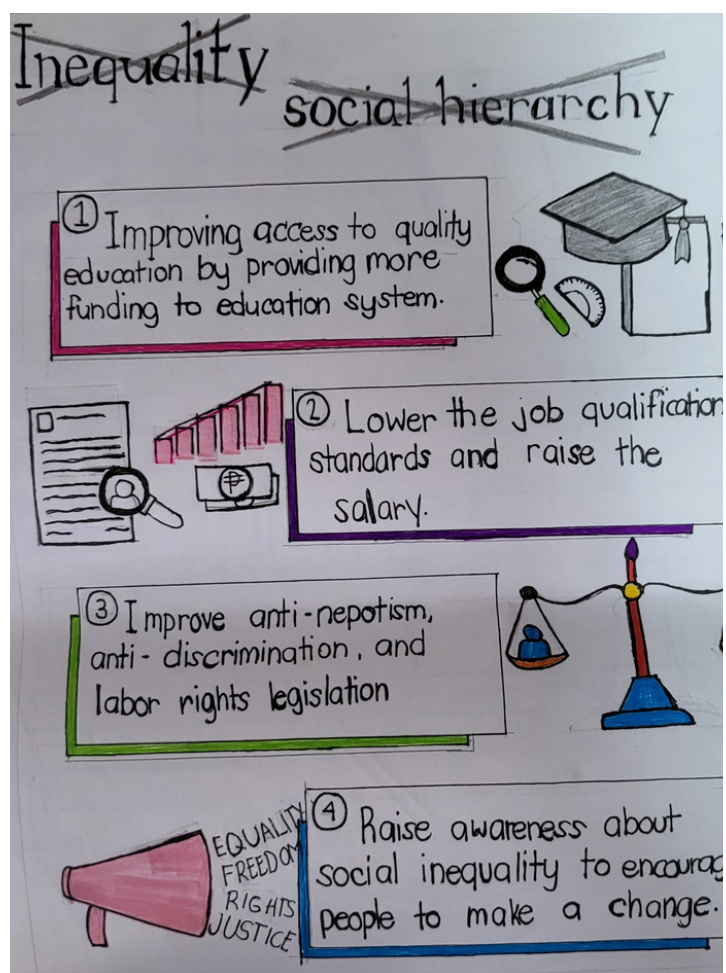 Inequality
social hierarchy
① Improving access to quality
education by providing more
funding to education system.
② Lower the job qualification
standards and raise the
salary.
③ Improve anti-nepotism,
anti-discrimination, and
labor rights legislation
EQUALITY
FREEDOM
RIGHTS
JUSTICE
④ Raise awareness about
social inequality to encourag
people to make a change.